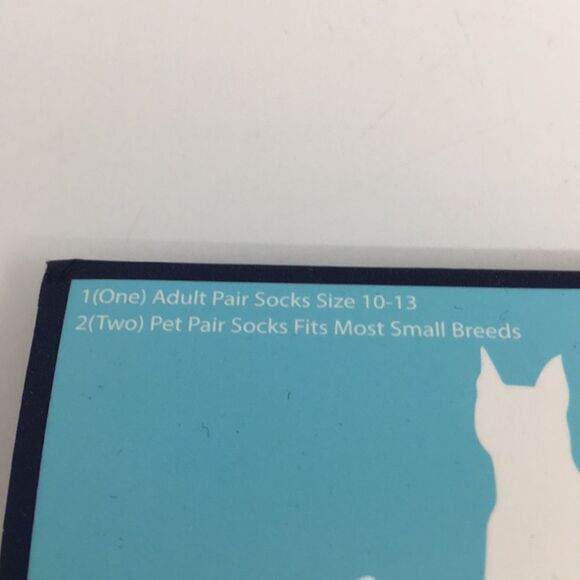 1(One) Adult Pair Socks Size 10-13
2(Two) Pet Pair Socks Fits Most Small Breeds